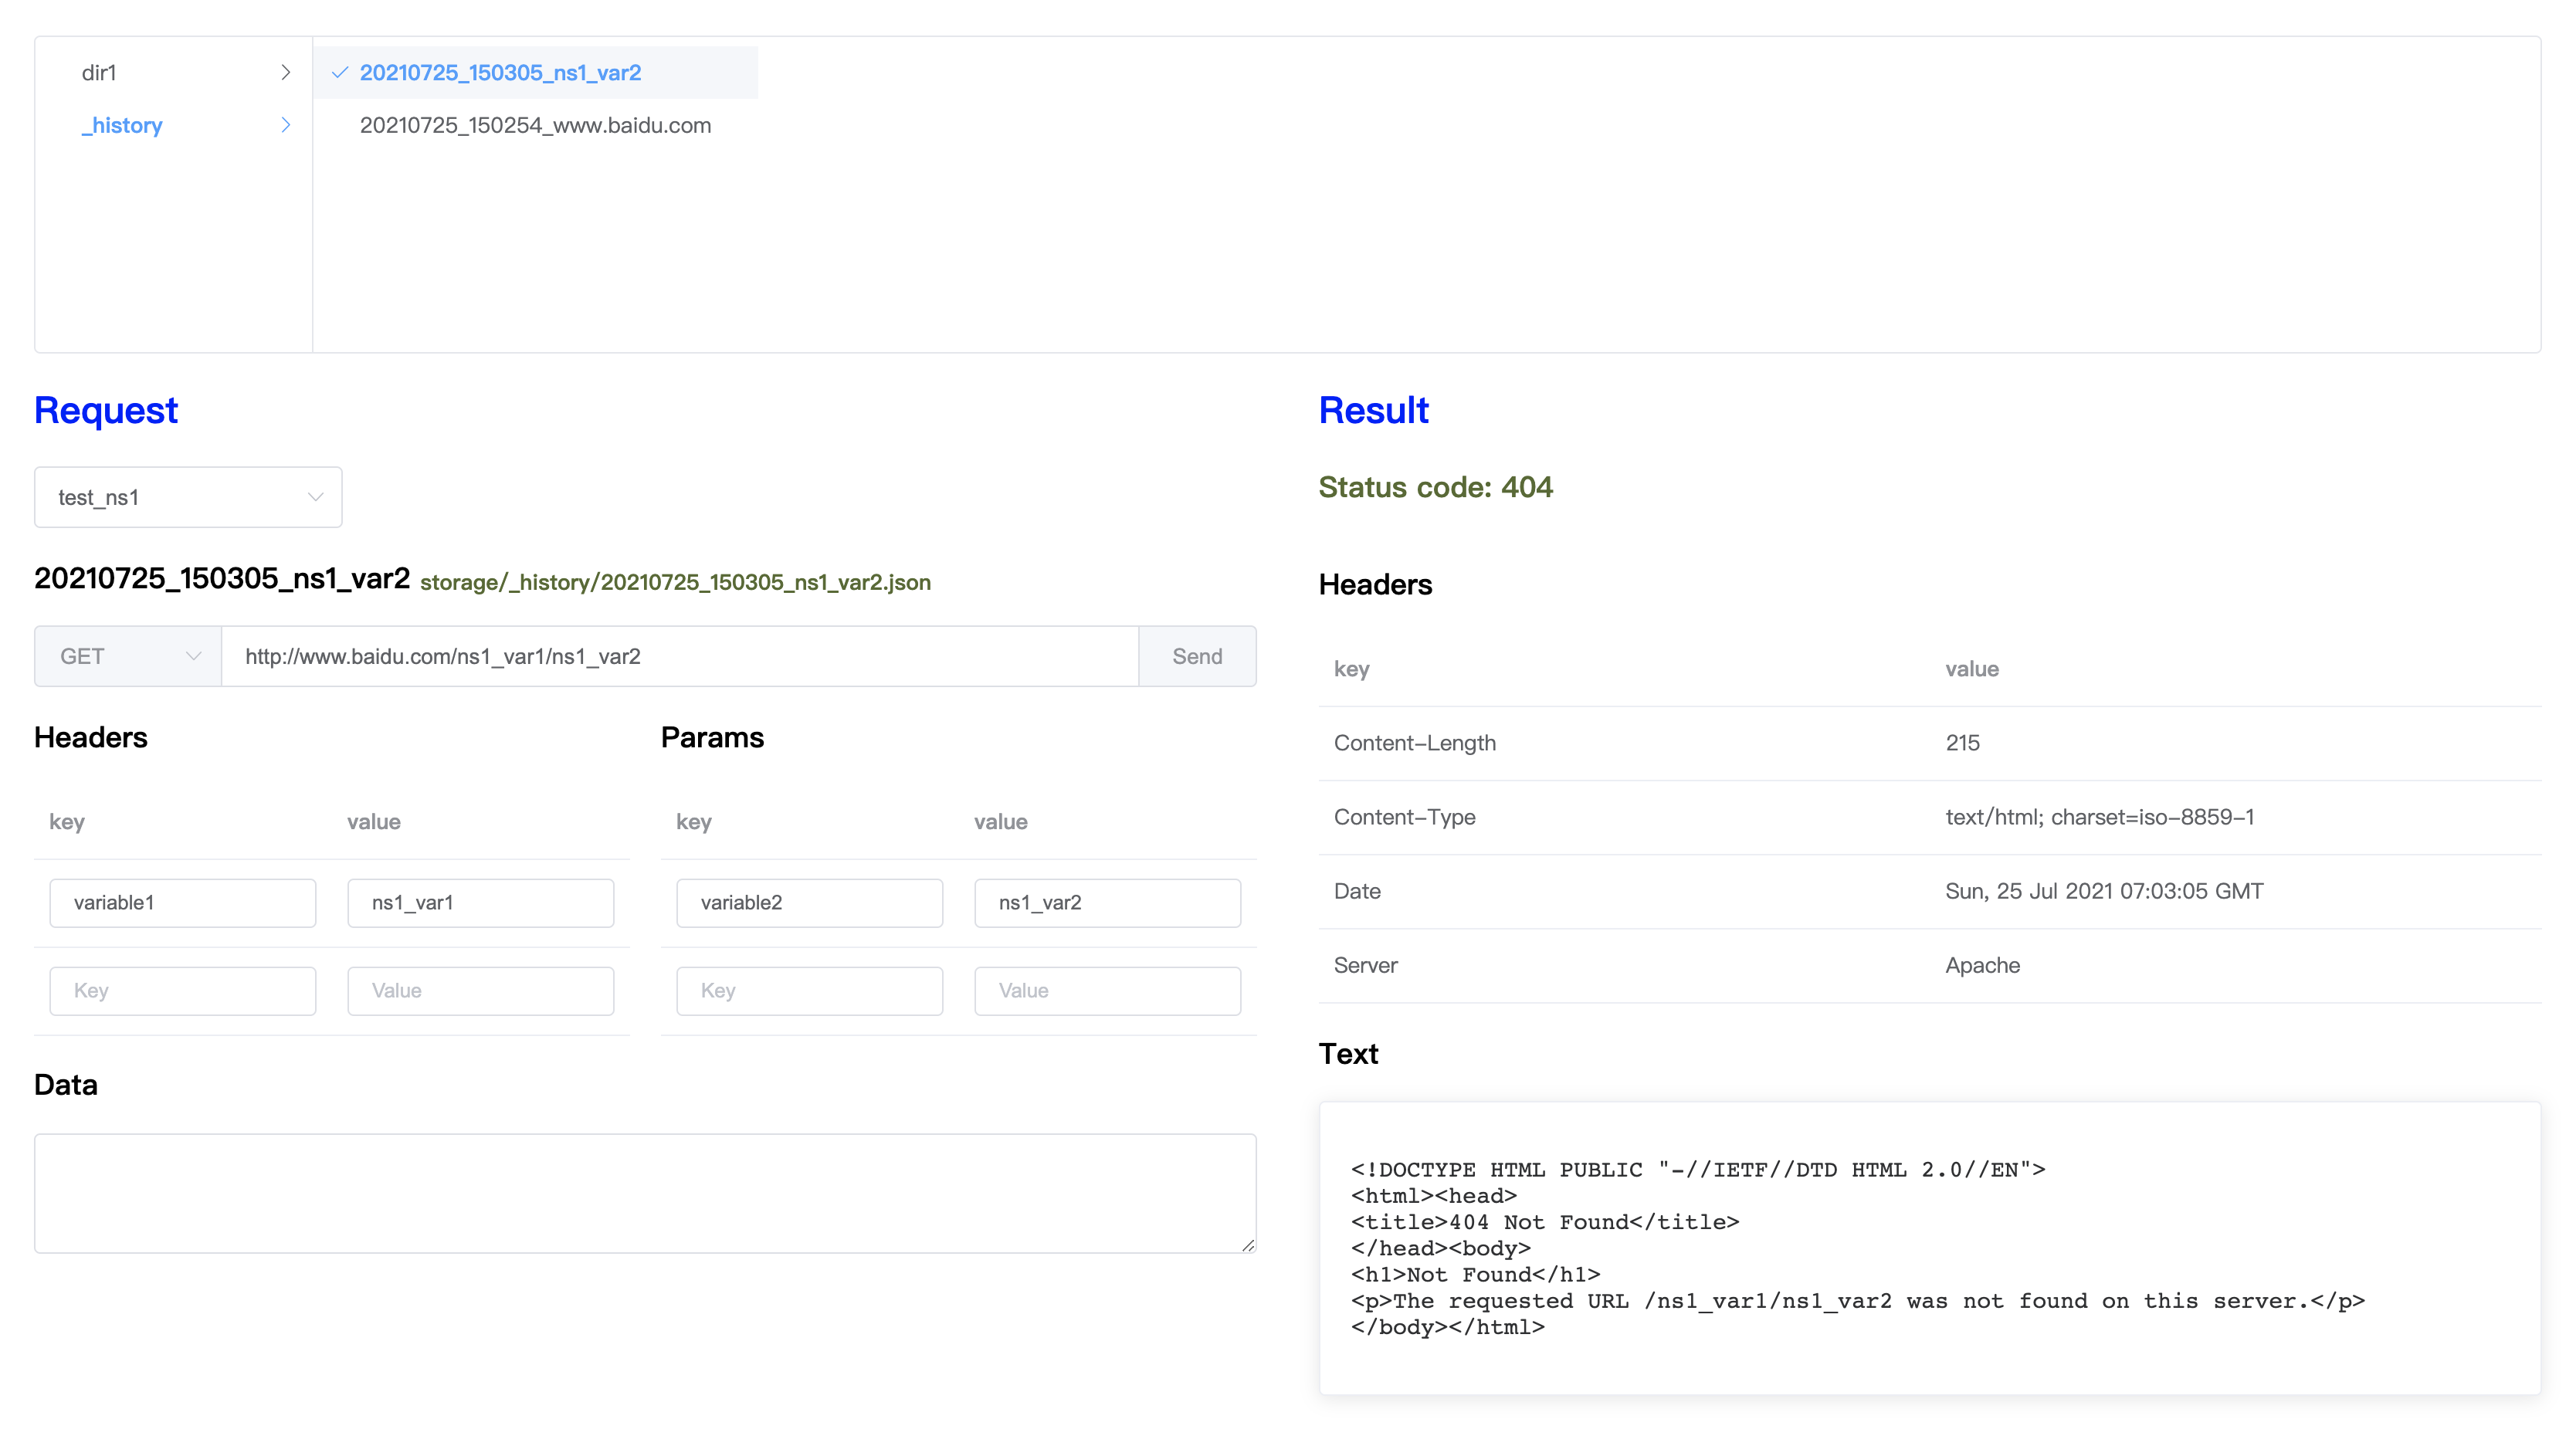 dir1
_history
20210725_150305_ns1_var2
20210725_150254_www.baidu.com
Request
test_ns1
20210725_150305_ns1_var2 storage/_history/20210725_150305_ns1_var2.json
GET http://www.baidu.com/ns1_var1/ns1_var2 Send
Headers
key value
variable1 ns1_var1
Key Value
Params
key value
variable2 ns1_var2
Key Value
Data
Result
Status code: 404
Headers
key value
Content-Length 215
Content-Type text/html; charset=iso-8859-1
Date Sun, 25 Jul 2021 07:03:05 GMT
Server Apache
Text
<!DOCTYPE HTML PUBLIC "-//IETF//DTD HTML 2.0//EN">
<html><head>
<title>404 Not Found</title>
</head><body>
<h1>Not Found</h1>
<p>The requested URL /ns1_var1/ns1_var2 was not found on this server.</p>
</body></html>